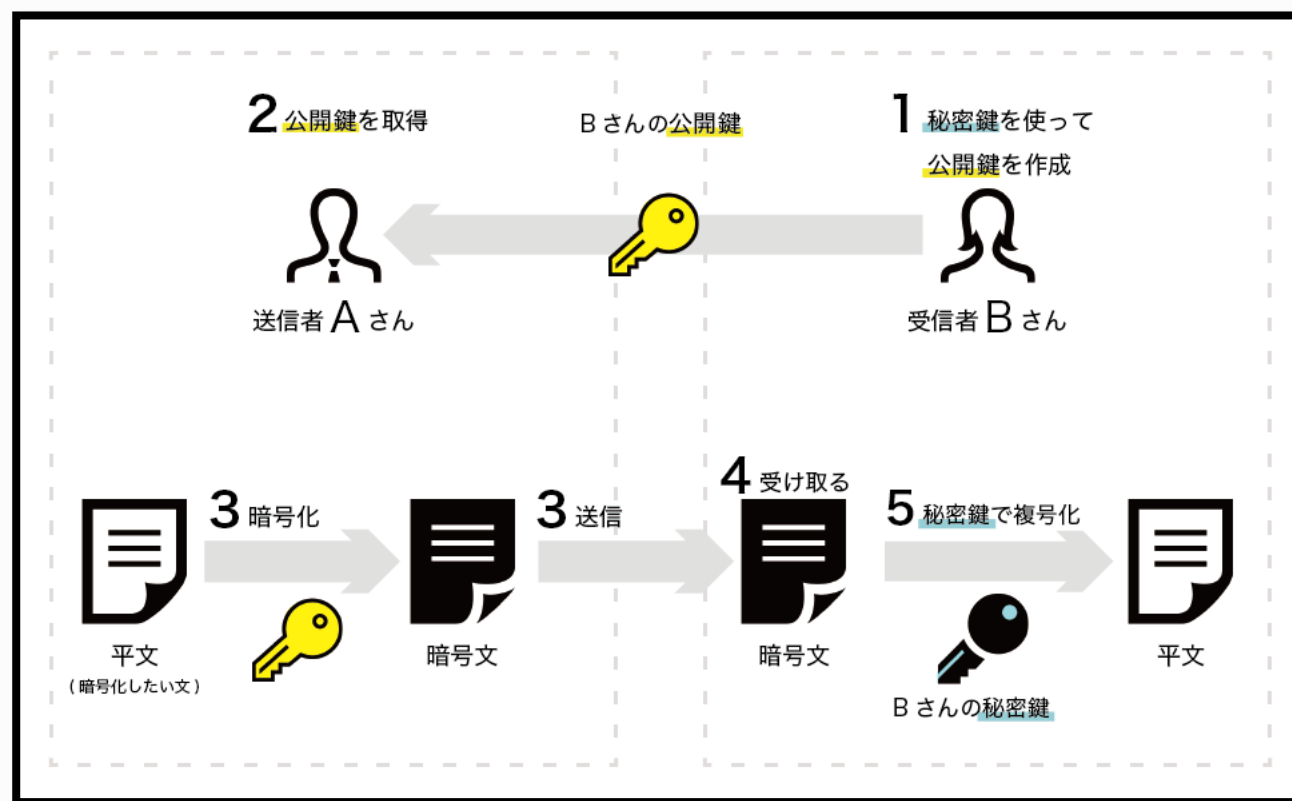 2 公開鍵を取得
Bさんの公開鍵
1 秘密鍵を使って
公開鍵を作成
送信者 A さん
受信者 B さん
3 暗号化
3 送信
4 受け取る
5 秘密鍵で複号化
平文
(暗号化したい文)
暗号文
暗号文
Bさんの秘密鍵
平文